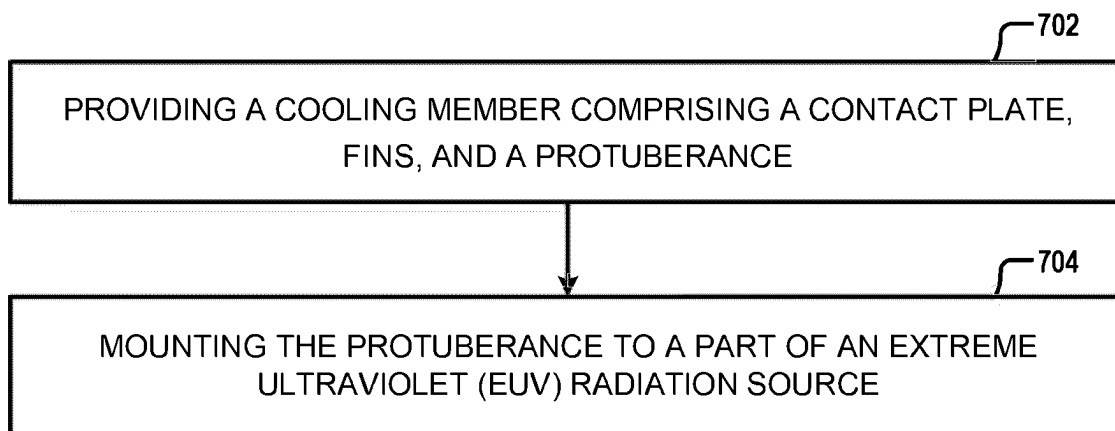 702
PROVIDING A COOLING MEMBER COMPRISING A CONTACT PLATE,
FINS, AND A PROTUBERANCE
704
MOUNTING THE PROTUBERANCE TO A PART OF AN EXTREME
ULTRAVIOLET (EUV) RADIATION SOURCE